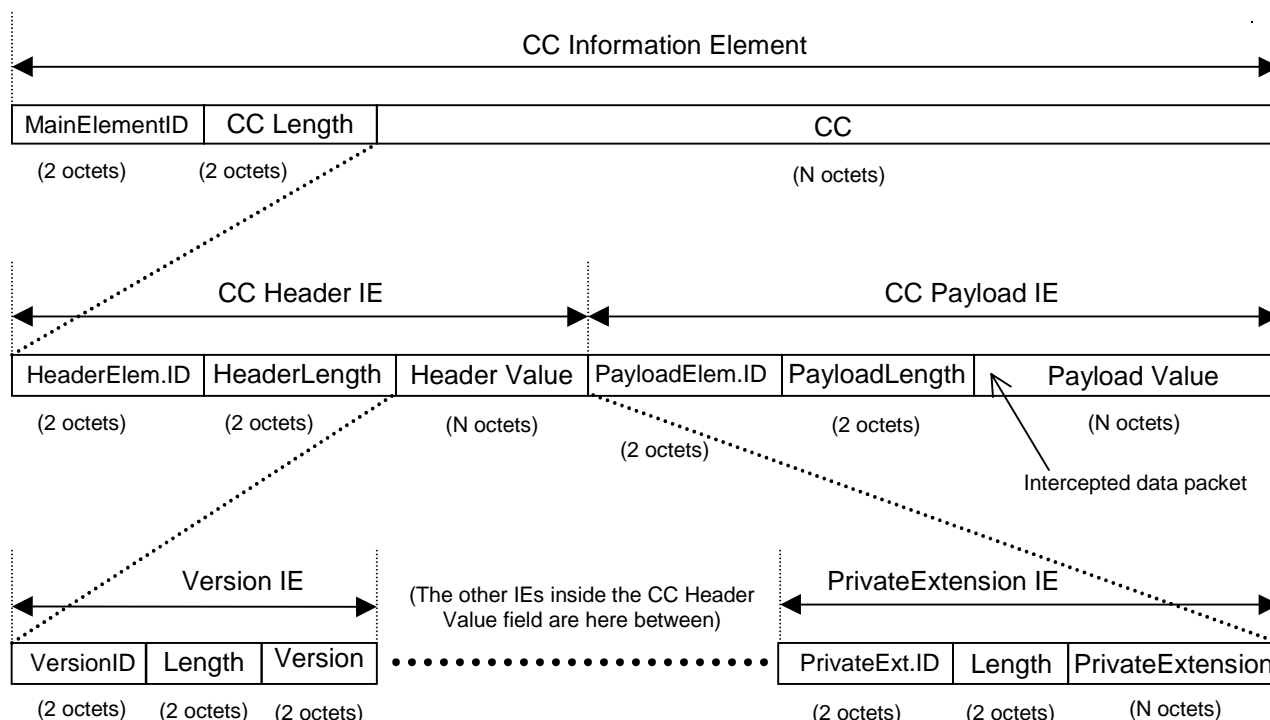 CC Information Element
MainElementID CC Length CC
(2 octets) (2 octets) (N octets)
CC Header IE CC Payload IE
HeaderElem.ID HeaderLength Header Value PayloadElem.ID PayloadLength Payload Value
(2 octets) (2 octets) (N octets) (2 octets) (2 octets) (N octets)
Intercepted data packet
Version IE (The other IEs inside the CC Header PrivateExtension IE
Value field are here between)
VersionID Length Version PrivateExt.ID Length PrivateExtension
(2 octets) (2 octets) (2 octets) (2 octets) (2 octets) (N octets)